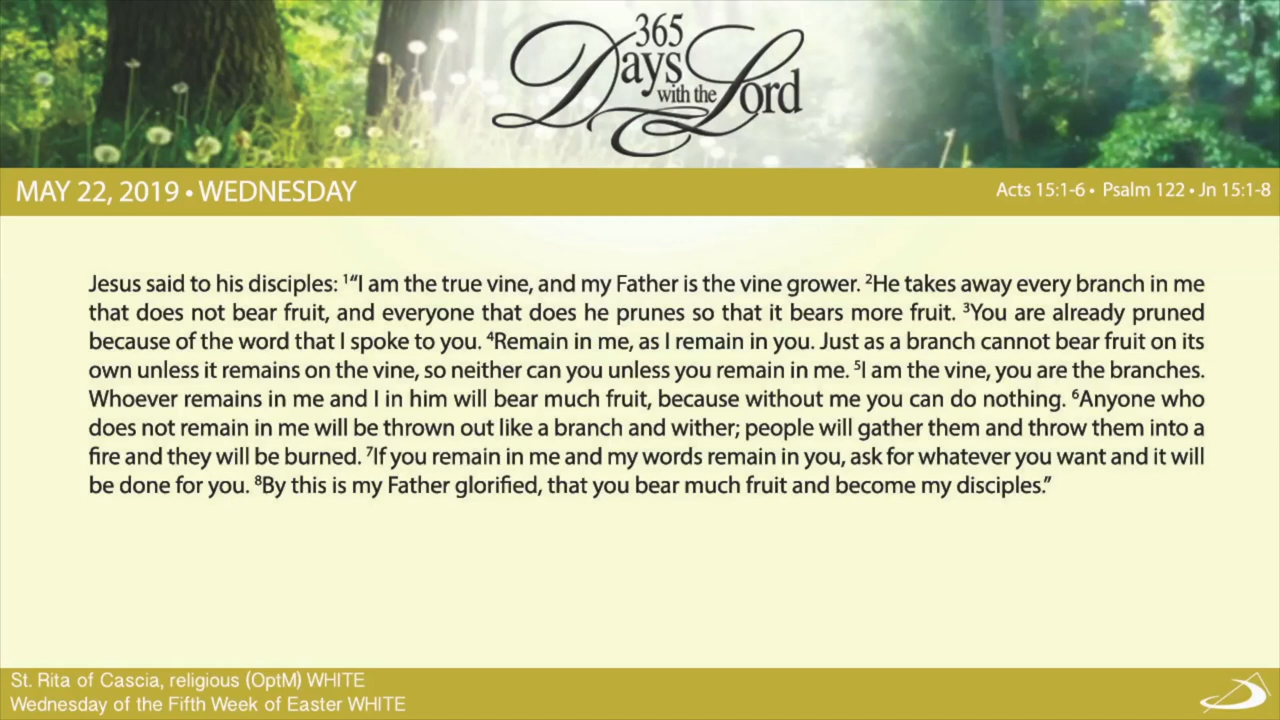 365
Days
with the
Lord
MAY 22, 2019 • WEDNESDAY
Acts 15:1-6 • Psalm 122 • Jn 15:1-8
Jesus said to his disciples: ¹“I am the true vine, and my Father is the vine grower. ²He takes away every branch in me
that does not bear fruit, and everyone that does he prunes so that it bears more fruit. ³You are already pruned
because of the word that I spoke to you. ⁴Remain in me, as I remain in you. Just as a branch cannot bear fruit on its
own unless it remains on the vine, so neither can you unless you remain in me. ⁵I am the vine, you are the branches.
Whoever remains in me and I in him will bear much fruit, because without me you can do nothing. ⁶Anyone who
does not remain in me will be thrown out like a branch and wither; people will gather them and throw them into a
fire and they will be burned. ⁷If you remain in me and my words remain in you, ask for whatever you want and it will
be done for you. ⁸By this is my Father glorified, that you bear much fruit and become my disciples.”
St. Rita of Cascia, religious (OptM) WHITE
Wednesday of the Fifth Week of Easter WHITE